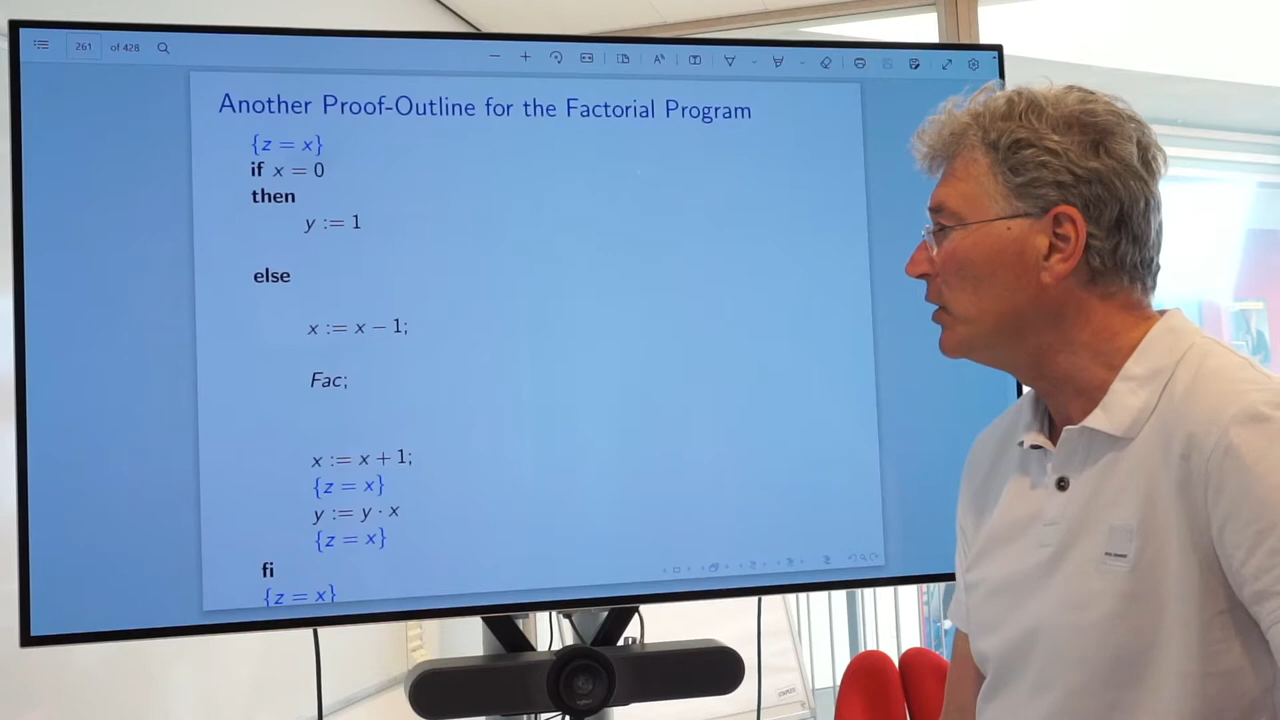 261 of 428
Another Proof-Outline for the Factorial Program
{z = x}
if x = 0
then
y := 1
else
x := x − 1;
Fac;
x := x + 1;
{z = x}
y := y · x
{z = x}
fi
{z = x}